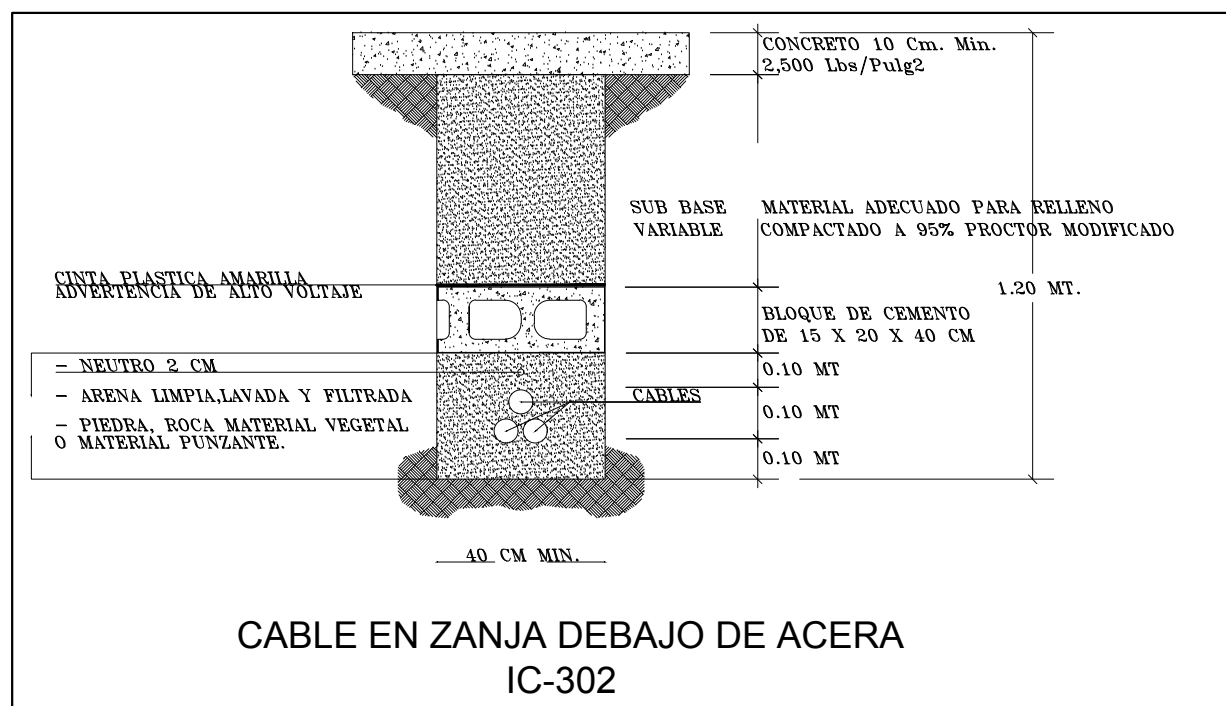 CONCRETO 10 Cm. Min.
2,500 Lbs/Pulg2
SUB BASE
VARIABLE
MATERIAL ADECUADO PARA RELLENO
COMPACTADO A 95% PROCTOR MODIFICADO
CINTA PLASTICA AMARILLA
ADVERTENCIA DE ALTO VOLTAJE
1.20 MT.
BLOQUE DE CEMENTO
DE 15 X 20 X 40 CM
- NEUTRO 2 CM
0.10 MT
- ARENA LIMPIA,LAVADA Y FILTRADA
CABLES
0.10 MT
- PIEDRA, ROCA MATERIAL VEGETAL
O MATERIAL PUNZANTE.
0.10 MT
40 CM MIN.
CABLE EN ZANJA DEBAJO DE ACERA
IC-302